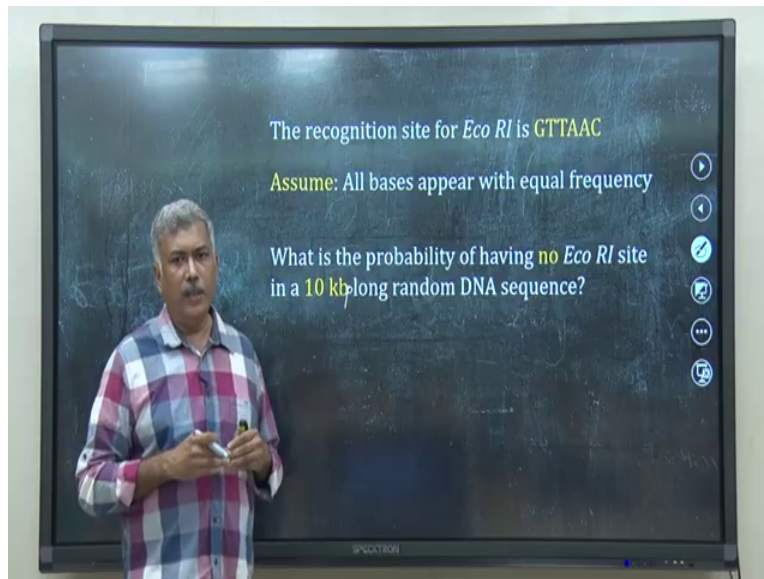 The recognition site for Eco RI is GTTAAC
Assume: All bases appear with equal frequency
What is the probability of having no Eco RI site
in a 10 kb long random DNA sequence?
SPECKTRON